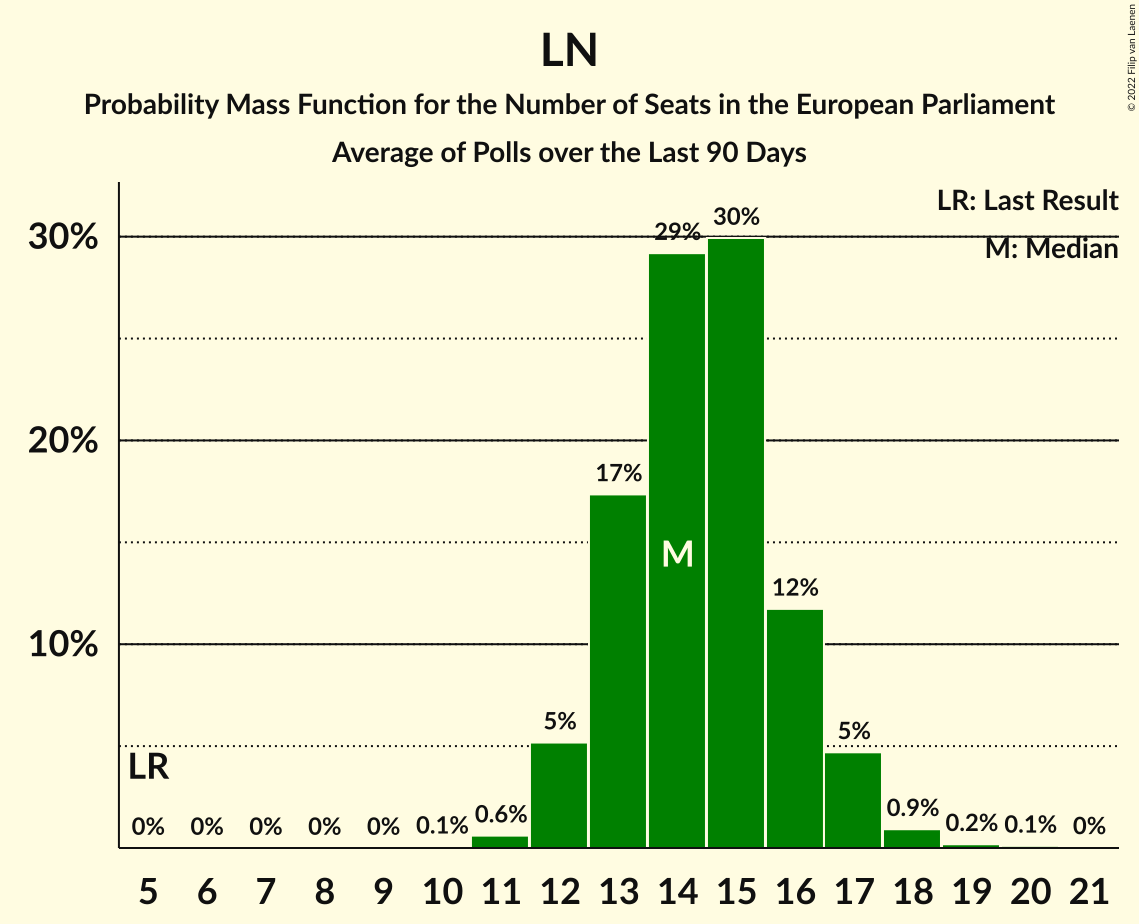 LN
Probability Mass Function for the Number of Seats in the European Parliament
Average of Polls over the Last 90 Days
© 2022 Filip van Laenen
LR: Last Result
M: Median
30%
20%
10%
29%
30%
17%
M
12%
5%
5%
LR
0%
0%
0%
0%
0%
0.1%
0.6%
0.9%
0.2%
0.1%
0%
5 6 7 8 9 10 11 12 13 14 15 16 17 18 19 20 21